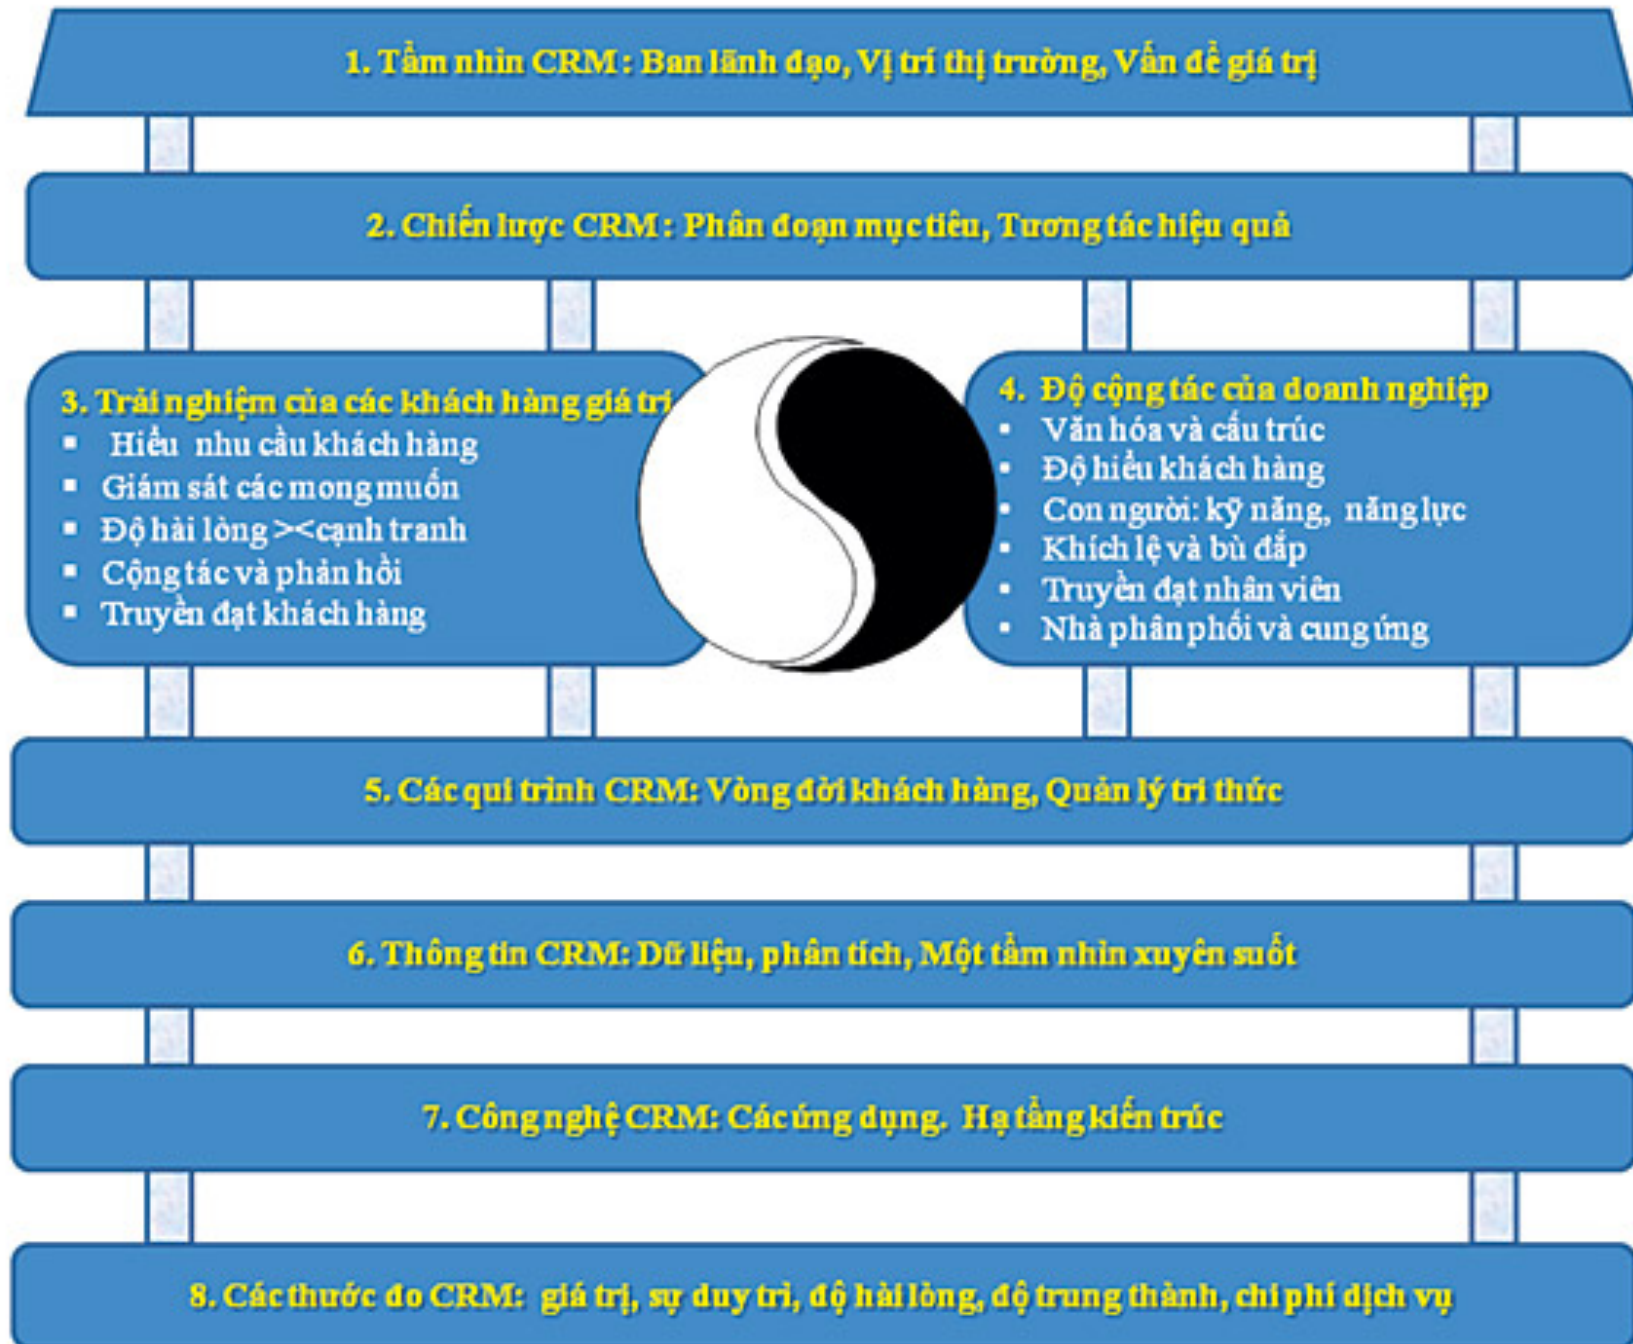 1. Tầm nhìn CRM: Ban lãnh đạo, Vị trí thị trường, Vấn đề giá trị
2. Chiến lược CRM: Phân đoạn mục tiêu, Tương tác hiệu quả
3. Trải nghiệm của các khách hàng giá trị
▪ Hiểu nhu cầu khách hàng
▪ Giám sát các mong muốn
▪ Độ hài lòng ><cạnh tranh
▪ Cộng tác và phản hồi
▪ Truyền đạt khách hàng
4. Độ cộng tác của doanh nghiệp
• Văn hóa và cấu trúc
• Độ hiểu khách hàng
• Con người: kỹ năng, năng lực
• Khích lệ và bù đắp
• Truyền đạt nhân viên
• Nhà phân phối và cung ứng
5. Các qui trình CRM: Vòng đời khách hàng, Quản lý tri thức
6. Thông tin CRM: Dữ liệu, phân tích, Một tầm nhìn xuyên suốt
7. Công nghệ CRM: Các ứng dụng. Hạ tầng kiến trúc
8. Các thước đo CRM: giá trị, sự duy trì, độ hài lòng, độ trung thành, chi phí dịch vụ